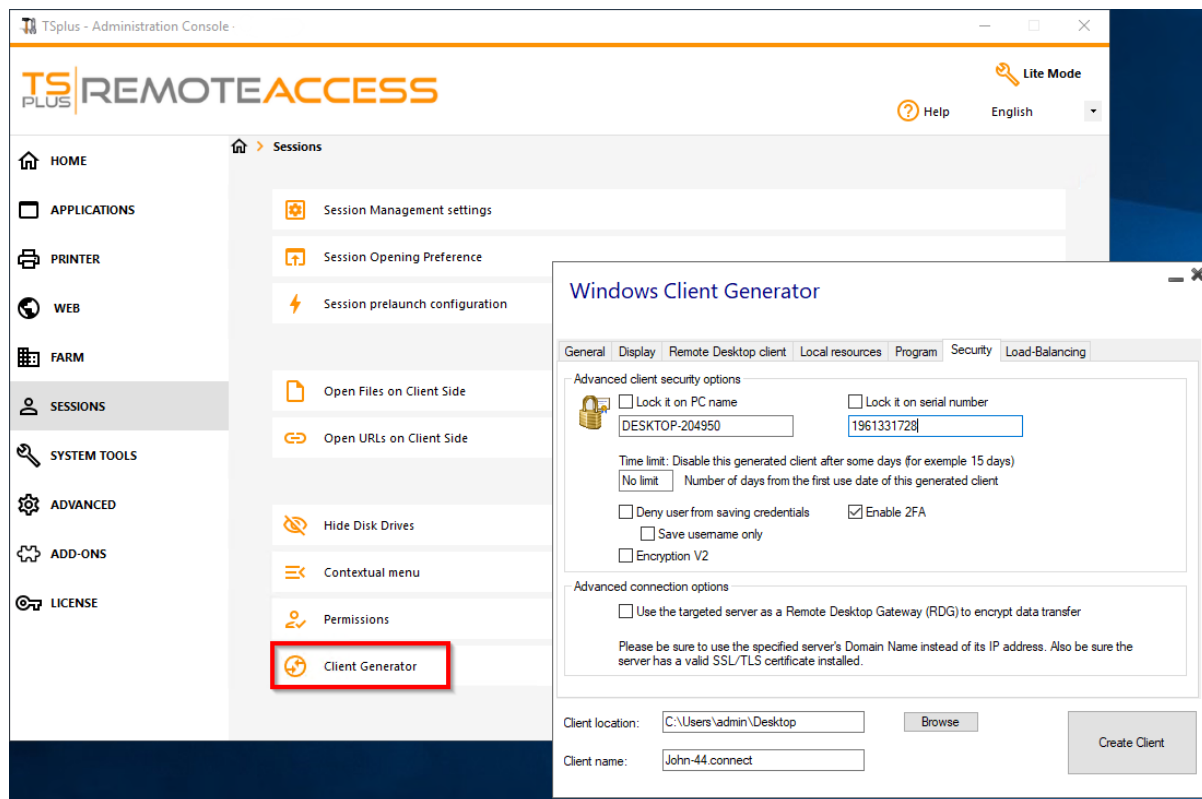 TSplus - Administration Console -
TS PLUS REMOTEACCESS
Lite Mode
Help English
HOME
APPLICATIONS
PRINTER
WEB
FARM
SESSIONS
SYSTEM TOOLS
ADVANCED
ADD-ONS
LICENSE
Sessions
Session Management settings
Session Opening Preference
Session prelaunch configuration
Open Files on Client Side
Open URLs on Client Side
Hide Disk Drives
Contextual menu
Permissions
Client Generator
Windows Client Generator
General Display Remote Desktop client Local resources Program Security Load-Balancing
Advanced client security options
Lock it on PC name Lock it on serial number
DESKTOP-204950 1961331728
Time limit: Disable this generated client after some days (for exemple 15 days)
No limit Number of days from the first use date of this generated client
Deny user from saving credentials Enable 2FA
Save username only
Encryption V2
Advanced connection options
Use the targeted server as a Remote Desktop Gateway (RDG) to encrypt data transfer
Please be sure to use the specified server's Domain Name instead of its IP address. Also be sure the
server has a valid SSL/TLS certificate installed.
Client location: C:\Users\admin\Desktop Browse
Client name: John-44.connect
Create Client